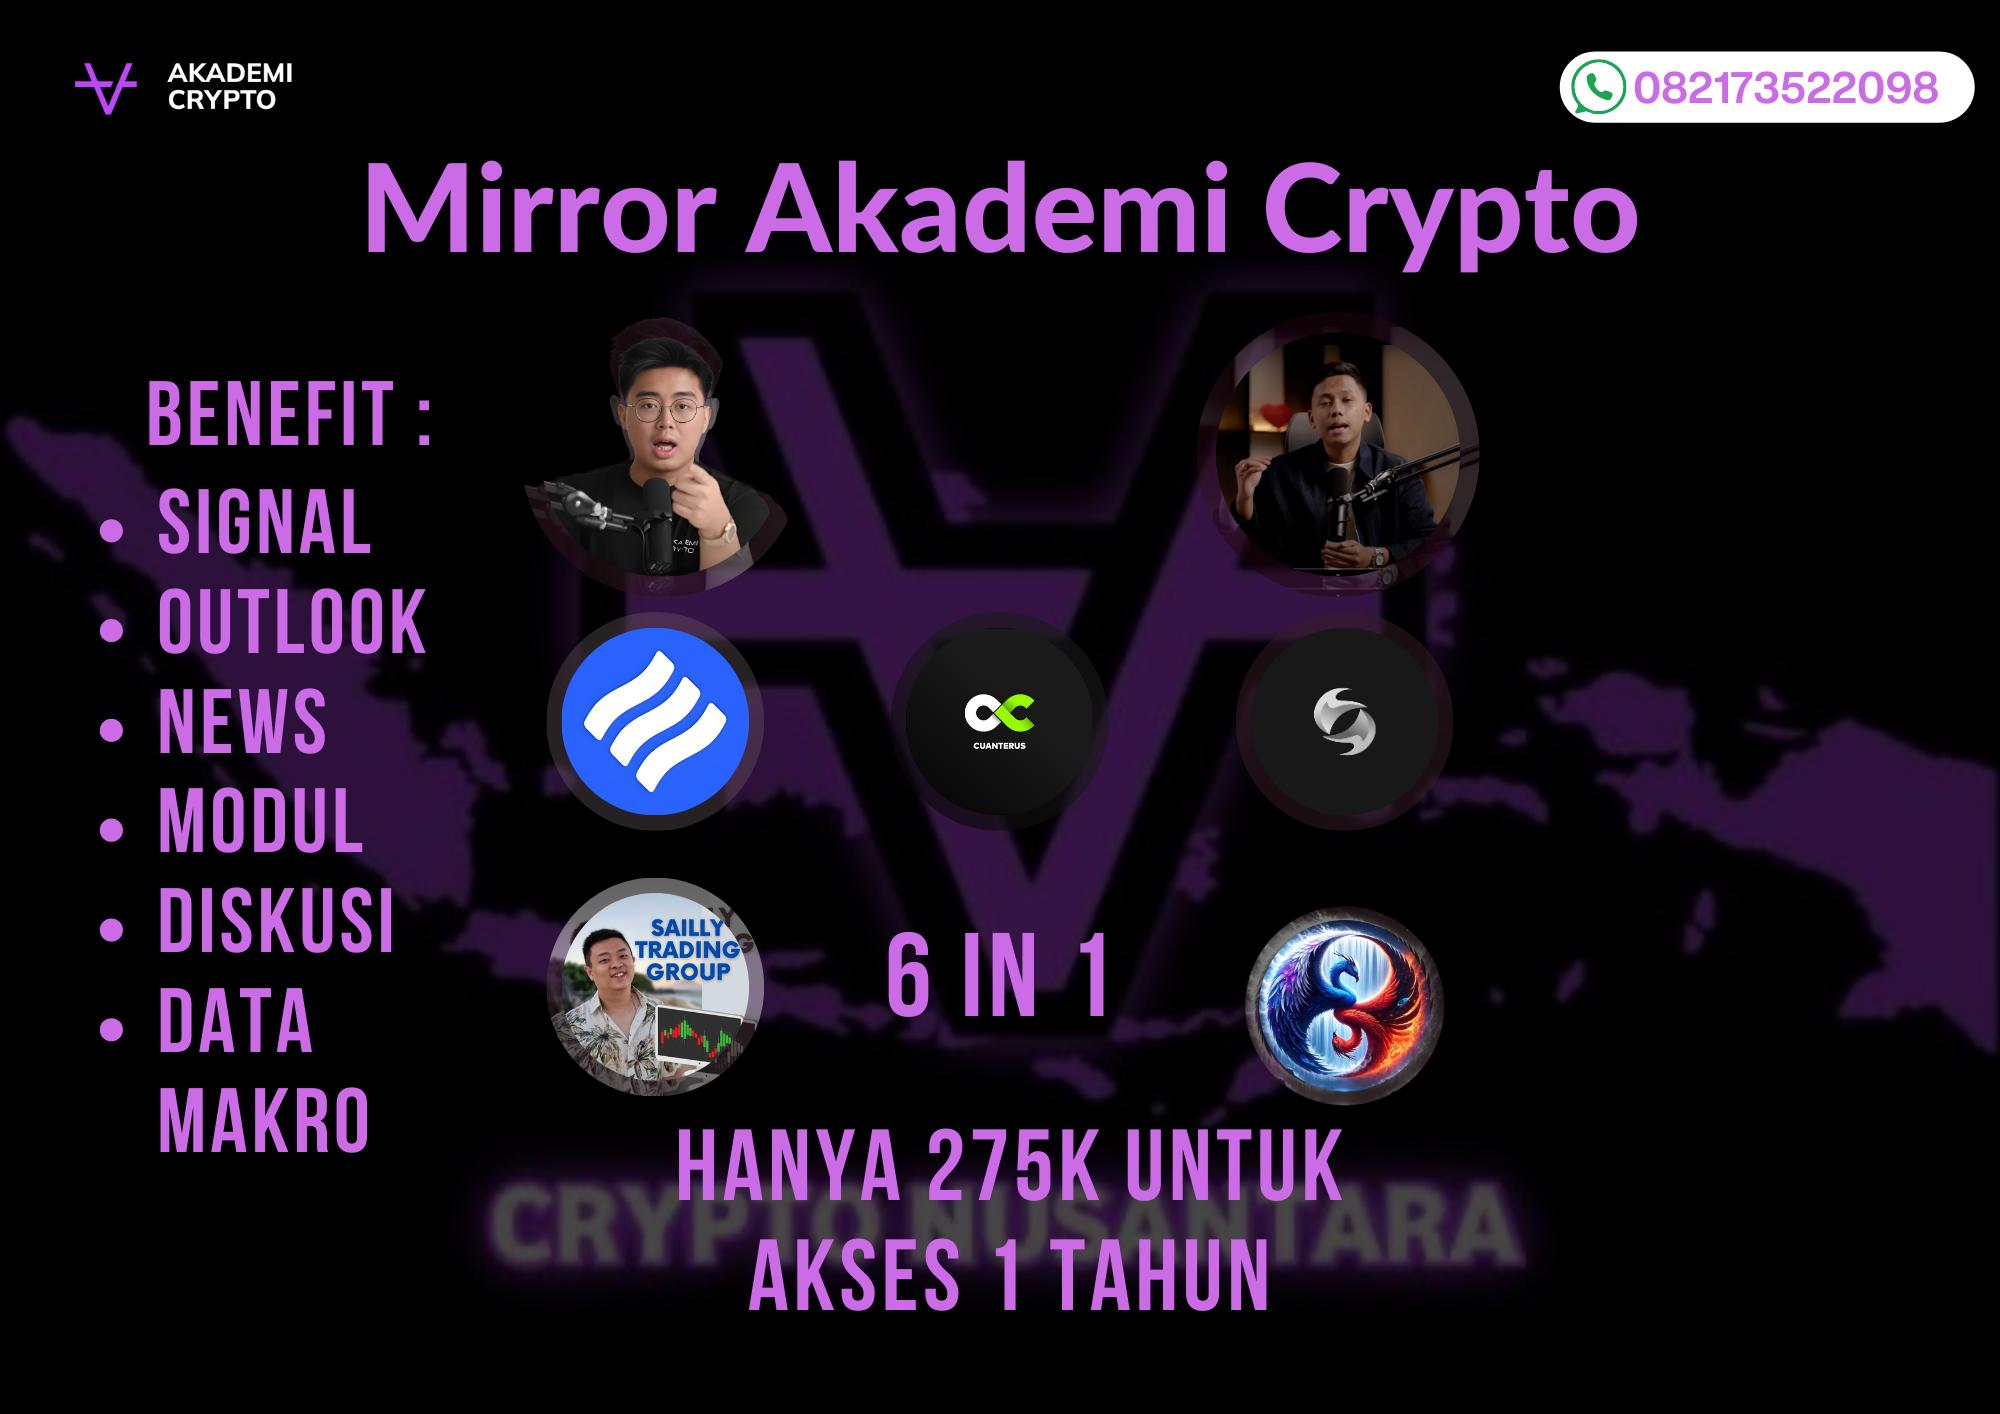 AKADEMI
CRYPTO
082173522098
Mirror Akademi Crypto
BENEFIT :
• SIGNAL
• OUTLOOK
• NEWS
• MODUL
• DISKUSI
• DATA
MAKRO
CUANTERUS
SAILLY
TRADING
GROUP
6 IN 1
HANYA 275K UNTUK
CRYPTO NUSANTARA
AKSES 1 TAHUN